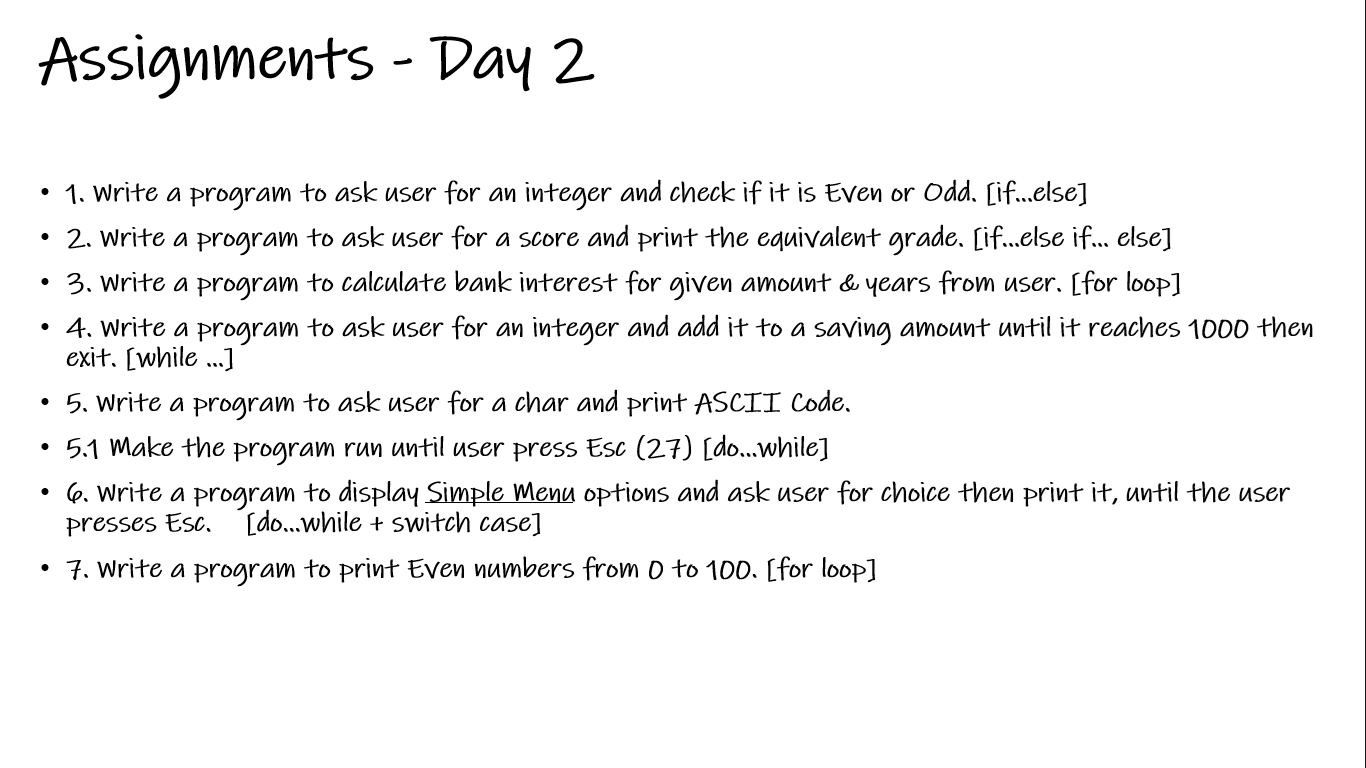 Assignments - Day 2
• 1. Write a program to ask user for an integer and check if it is Even or Odd. [if...else]
• 2. Write a program to ask user for a score and print the equivalent grade. [if...else if... else]
• 3. Write a program to calculate bank interest for given amount & years from user. [for loop]
• 4. Write a program to ask user for an integer and add it to a saving amount until it reaches 1000 then
exit. [while ...]
• 5. Write a program to ask user for a char and print ASCII Code.
• 5.1 Make the program run until user press Esc (27) [do...while]
• 6. Write a program to display Simple Menu options and ask user for choice then print it, until the user
presses Esc. [do...while + switch case]
• 7. Write a program to print Even numbers from 0 to 100. [for loop]